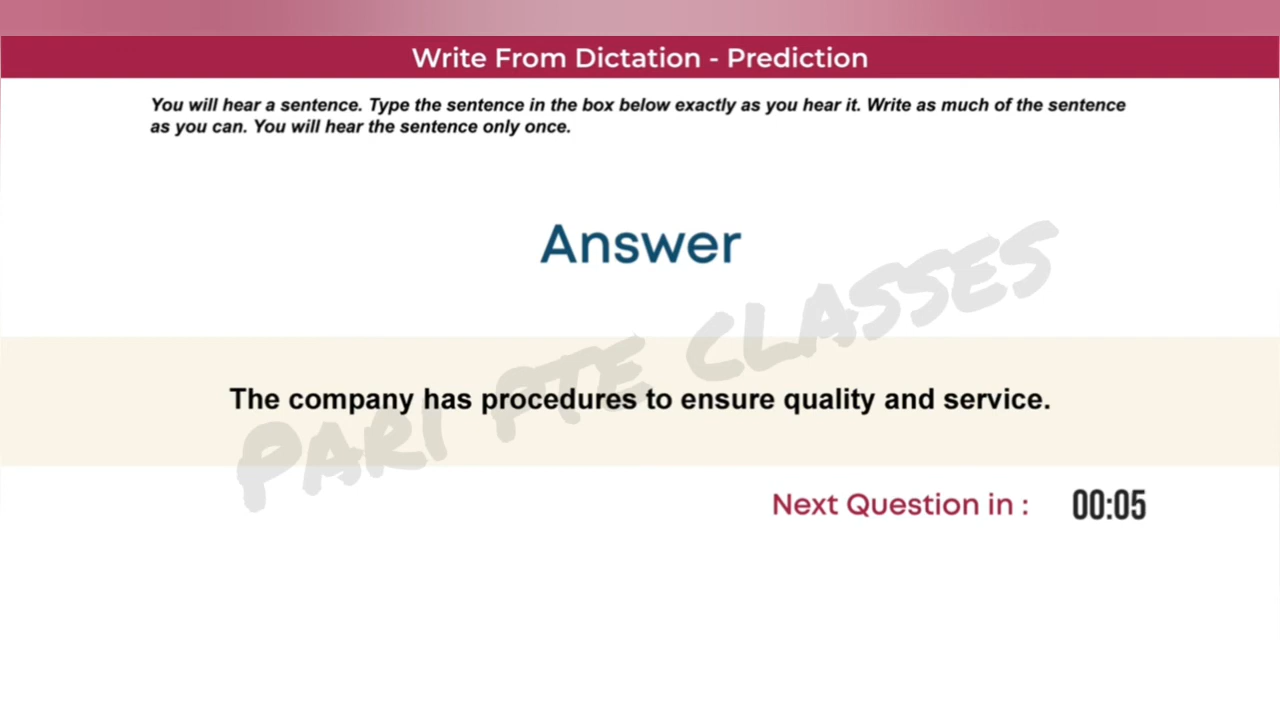 Write From Dictation - Prediction
You will hear a sentence. Type the sentence in the box below exactly as you hear it. Write as much of the sentence
as you can. You will hear the sentence only once.
Answer
PARI PTE CLASSES
The company has procedures to ensure quality and service.
Next Question in : 00:05